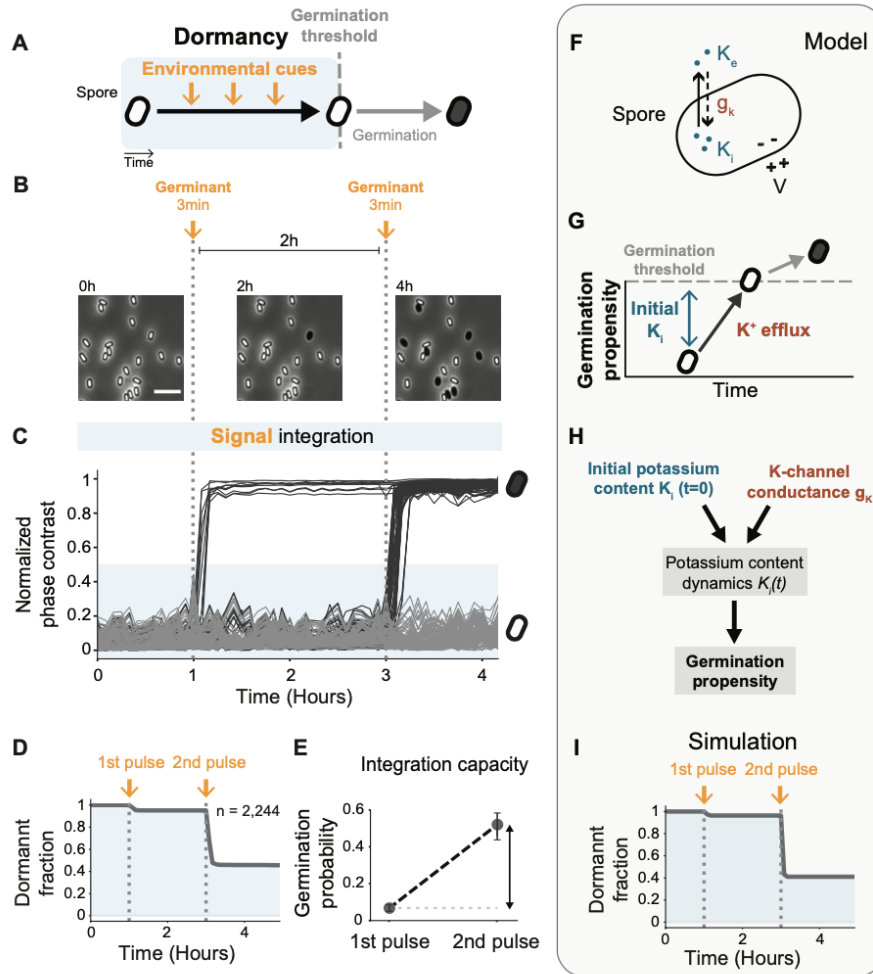 A
Dormancy
Germination
threshold
Environmental cues
Spore
Germination
Time
B
Germinant
3min
Germinant
3min
2h
0h
2h
4h
C
Signal integration
Normalized
phase contrast
1
0.8
0.6
0.4
0.2
0
0
1
2
3
4
Time (Hours)
D
1st pulse
2nd pulse
n = 2,244
Dormannt
fraction
1
0.8
0.6
0.4
0.2
0
0
2
4
Time (Hours)
E
Integration capacity
Germination
probability
0.6
0.4
0.2
0
1st pulse
2nd pulse
F
Model
Spore
Ke
gk
Ki
- -
++
V
G
Germination
threshold
Germination
propensity
Initial
Ki
K+ efflux
Time
H
Initial potassium
content Ki (t=0)
K-channel
conductance gK
Potassium content
dynamics Ki(t)
Germination
propensity
I
Simulation
1st pulse
2nd pulse
Dormannt
fraction
1
0.8
0.6
0.4
0.2
0
0
2
4
Time (Hours)